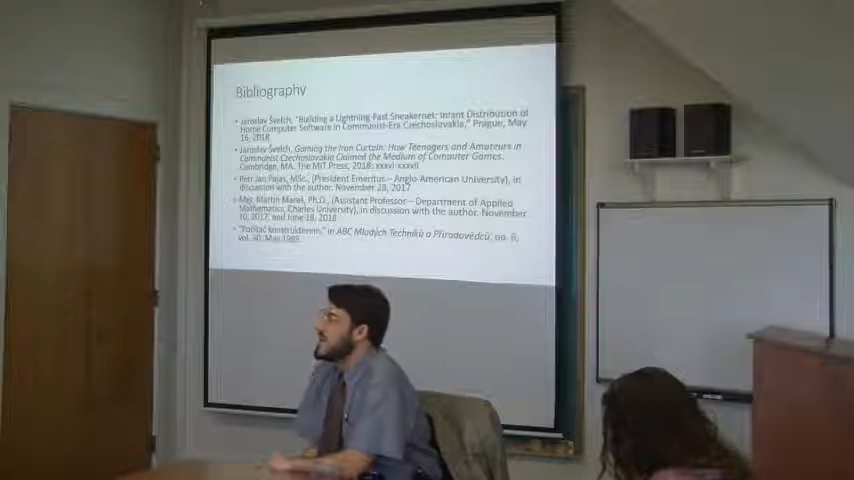 Bibliography
• Jaroslav Švelch, "Building a Lightning Fast Sneakernet: Infant Distribution of
Home Computer Software in Communist-Era Czechoslovakia," Prague, May
16, 2018
• Jaroslav Švelch, Gaming the Iron Curtain: How Teenagers and Amateurs in
Communist Czechoslovakia Claimed the Medium of Computer Games.
Cambridge, MA. The MIT Press, 2018: xxxvi-xxxvii
• Petr Jan Pajas, MSc., (President Emeritus – Anglo-American University), in
discussion with the author. November 28, 2017
• Mgr. Martin Mareš, Ph.D., (Assistant Professor – Department of Applied
Mathematics, Charles University), in discussion with the author. November
10, 2017, and June 18, 2018
• "Počítač konstruktérem," in ABC Mladých Techniků a Přírodovědců, no. 6,
vol. 30, May 1985